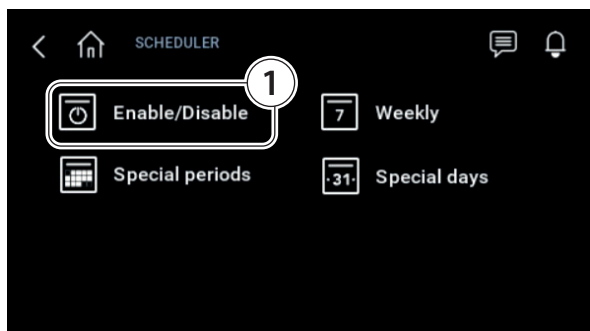 SCHEDULER
1
Enable/Disable
7 Weekly
Special periods
31 Special days